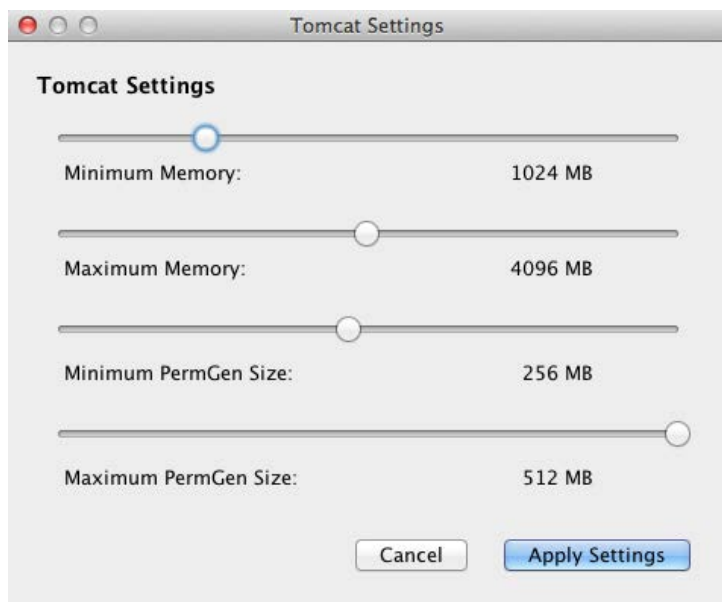 Tomcat Settings
Tomcat Settings
Minimum Memory: 1024 MB
Maximum Memory: 4096 MB
Minimum PermGen Size: 256 MB
Maximum PermGen Size: 512 MB
Cancel Apply Settings